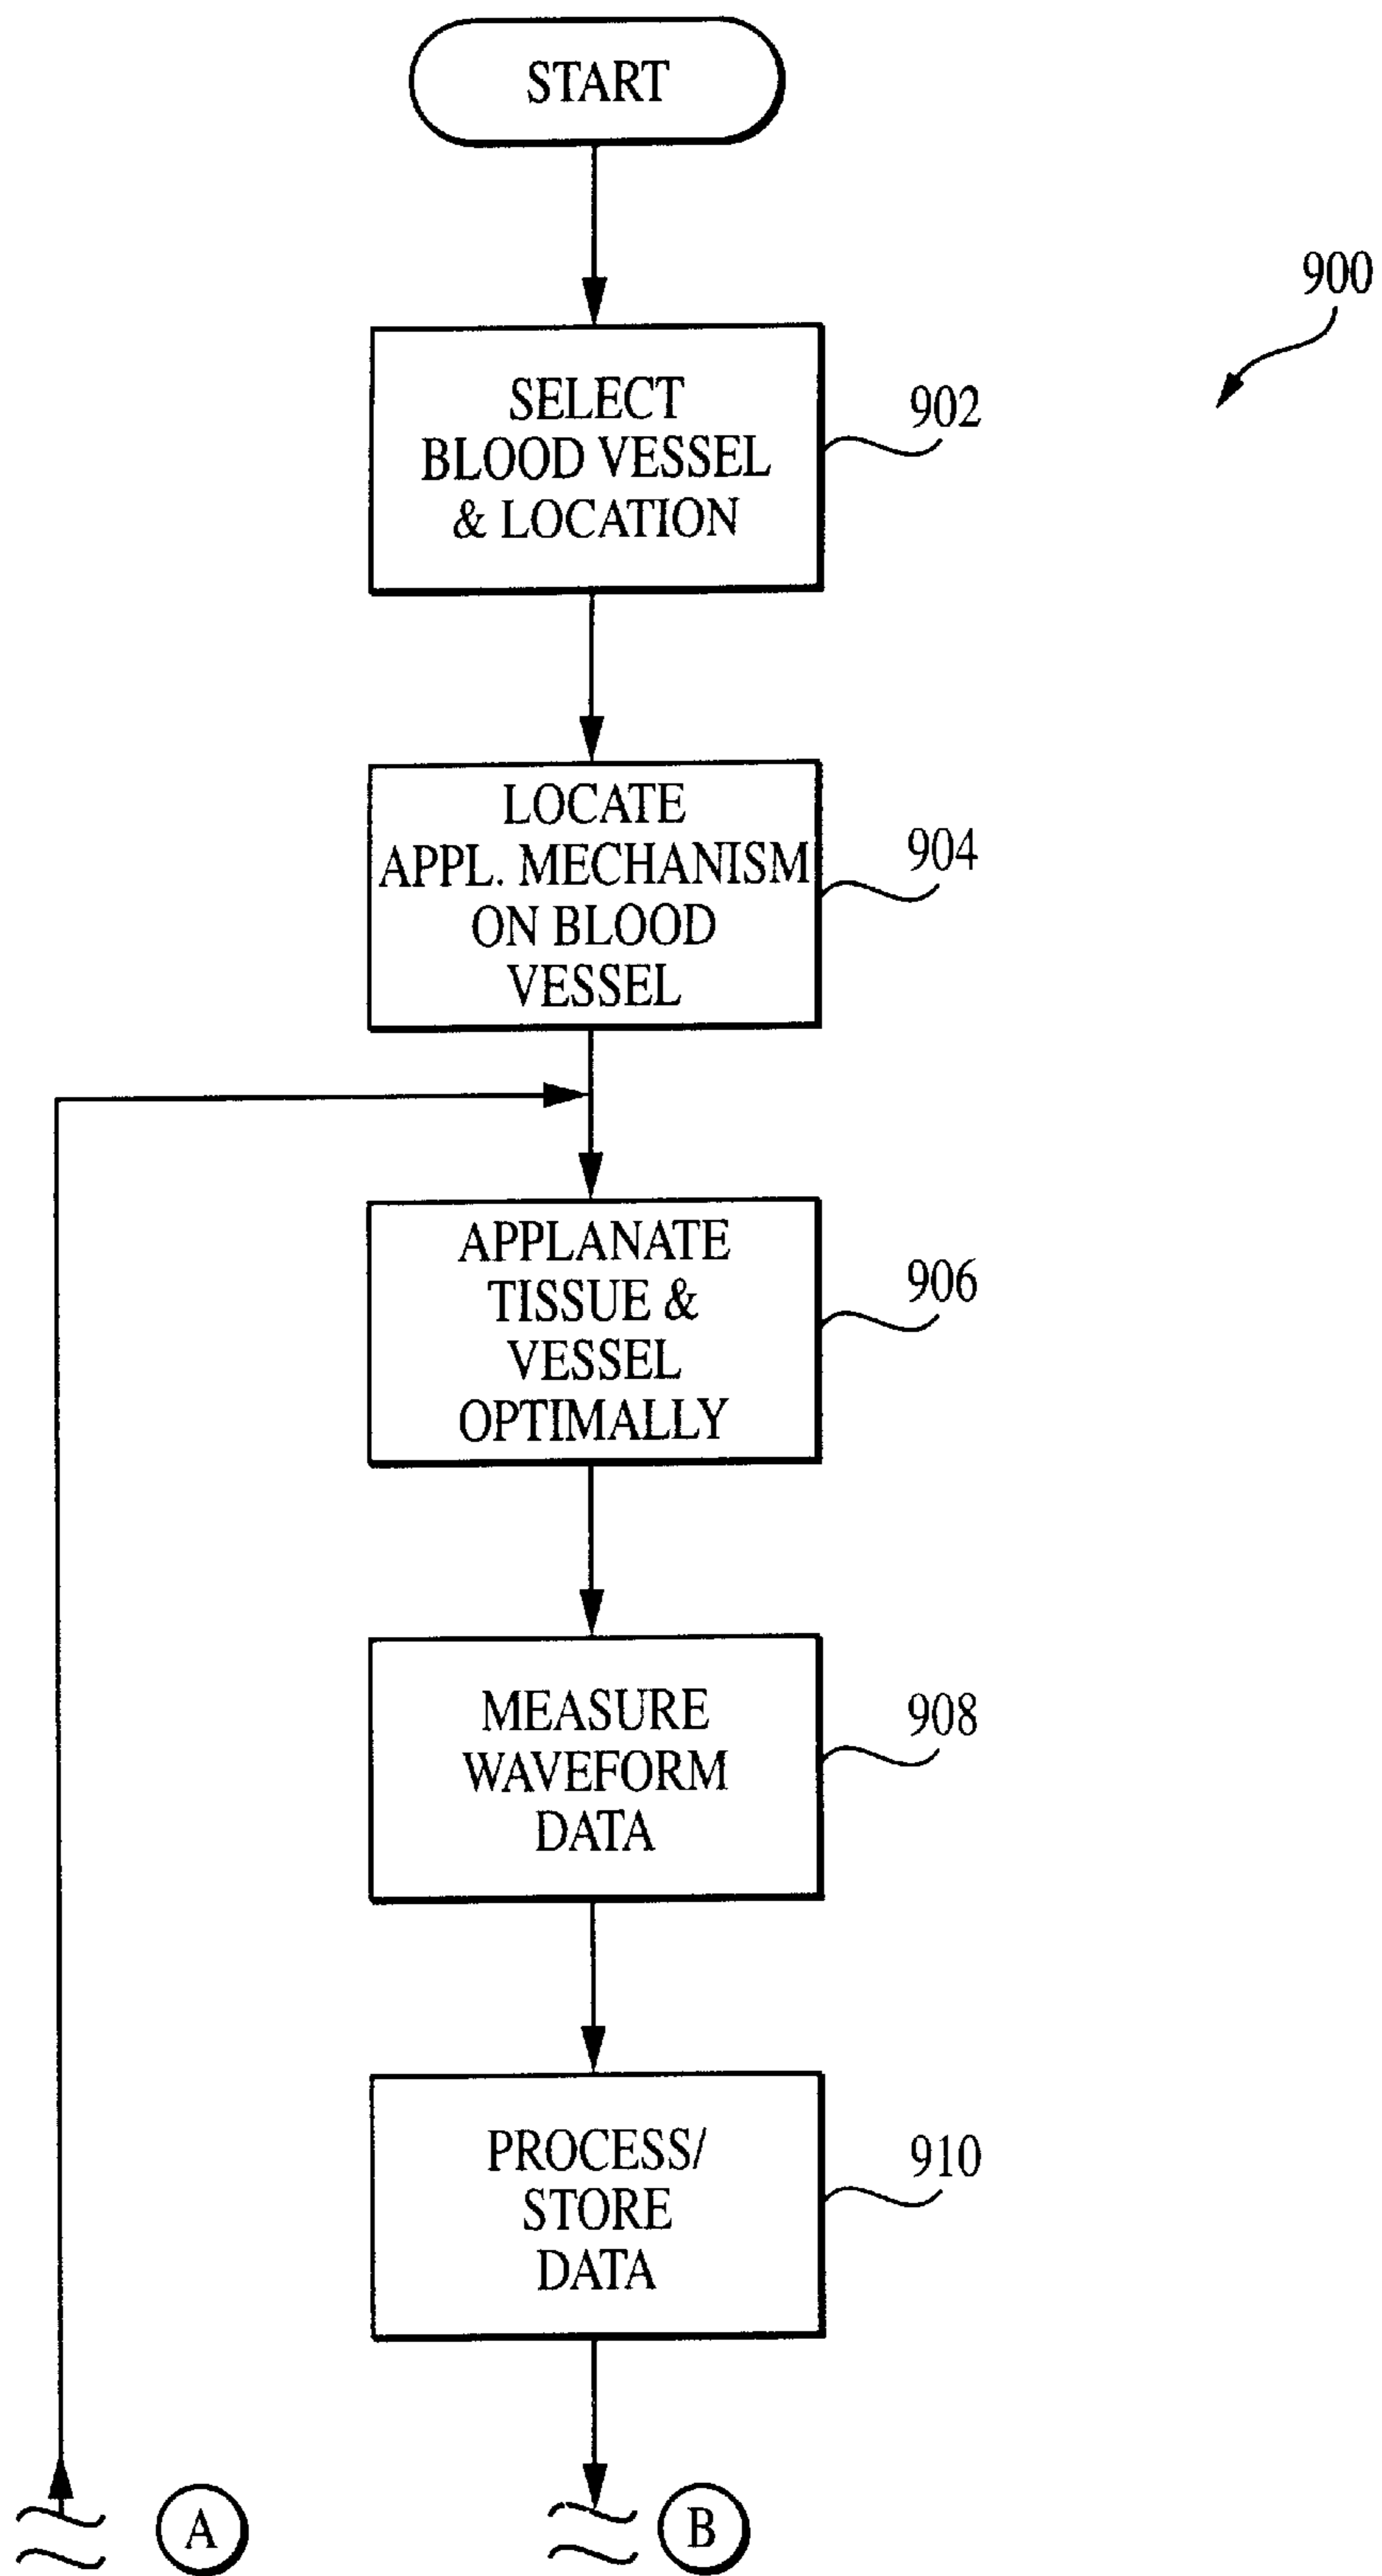 START
900
SELECT
BLOOD VESSEL
& LOCATION
902
LOCATE
APPL. MECHANISM
ON BLOOD
VESSEL
904
APPLANATE
TISSUE &
VESSEL
OPTIMALLY
906
MEASURE
WAVEFORM
DATA
908
PROCESS/
STORE
DATA
910
A
B